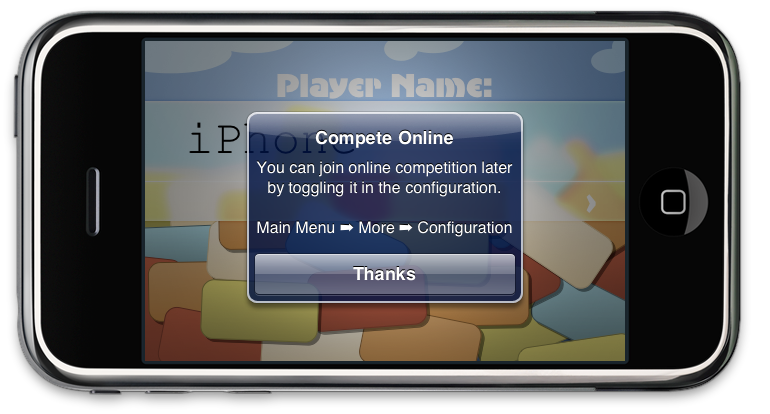 Player Name:
iPhone
Compete Online
You can join online competition later
by toggling it in the configuration.
Main Menu ➡ More ➡ Configuration
Thanks